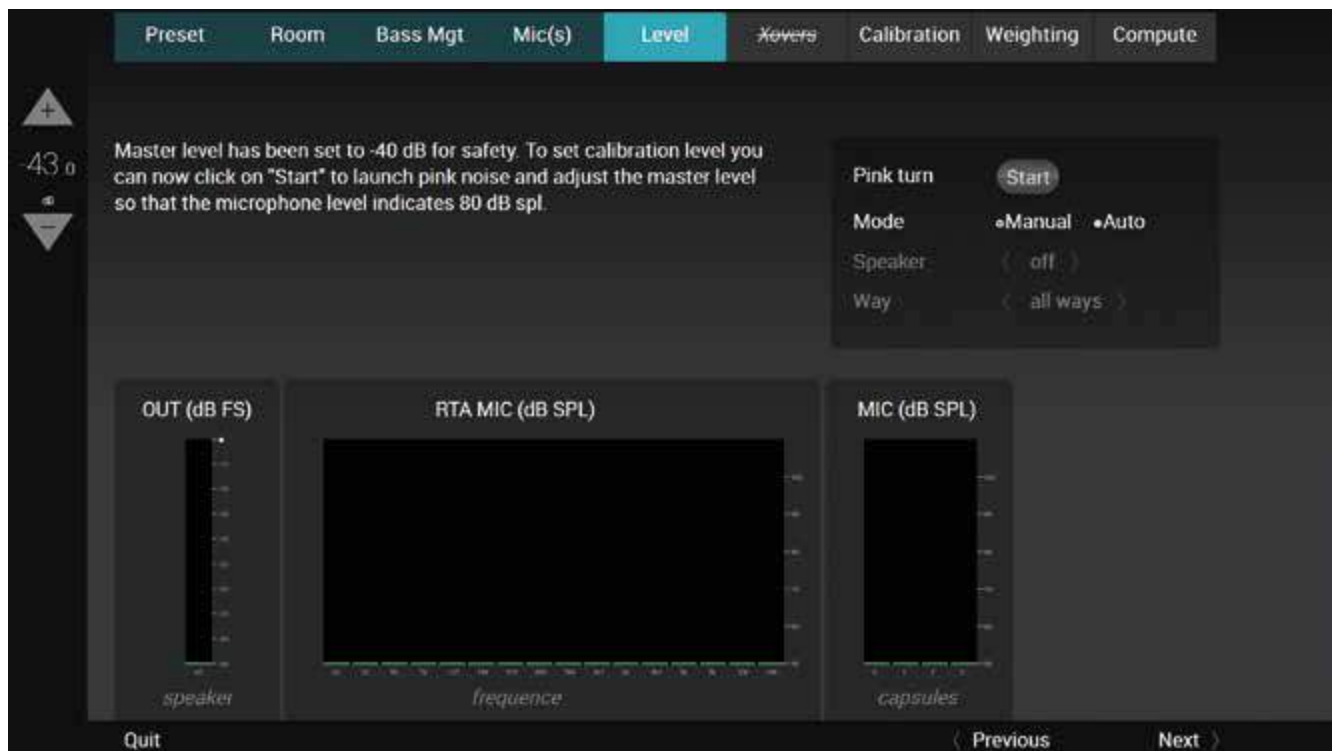 Preset Room Bass Mgt Mic(s) Level Xovers Calibration Weighting Compute
+
-43 0
dB
−
Master level has been set to -40 dB for safety. To set calibration level you
can now click on "Start" to launch pink noise and adjust the master level
so that the microphone level indicates 80 dB spl.
Pink turn Start
Mode Manual Auto
Speaker 〈 off 〉
Way 〈 all ways 〉
OUT (dB FS)
speaker
RTA MIC (dB SPL)
frequence
MIC (dB SPL)
capsules
Quit 〈 Previous Next 〉